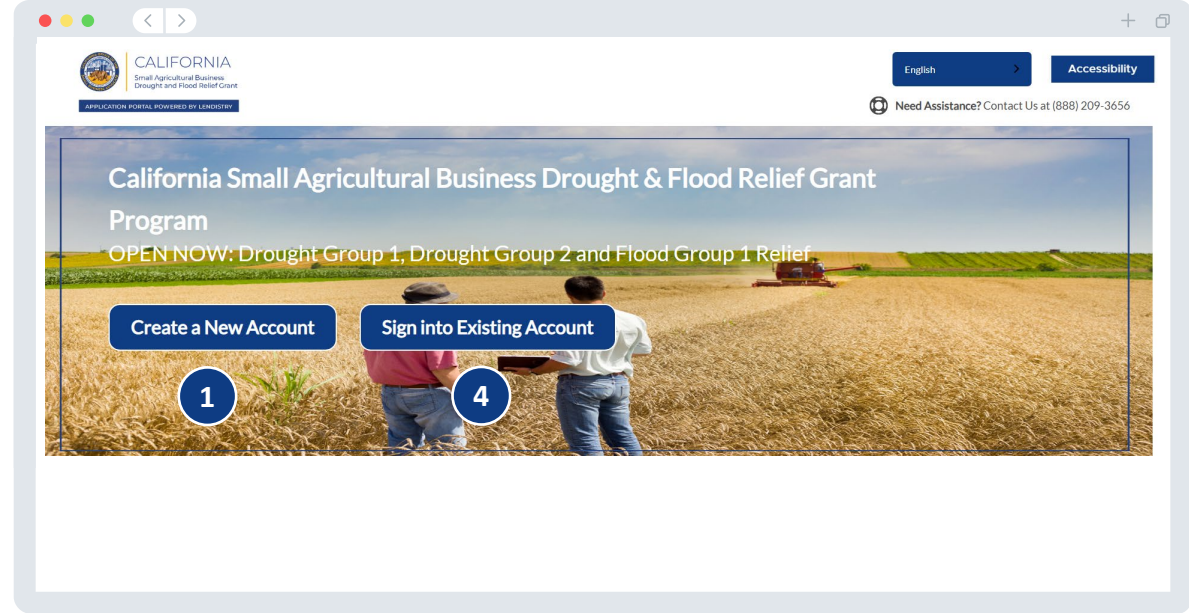 CALIFORNIA
Small Agricultural Business
Drought and Flood Relief Grant
APPLICATION PORTAL POWERED BY LENDISTRY
English
Accessibility
Need Assistance? Contact Us at (888) 209-3656
California Small Agricultural Business Drought & Flood Relief Grant
Program
OPEN NOW: Drought Group 1, Drought Group 2 and Flood Group 1 Relief
Create a New Account
Sign into Existing Account
1
4